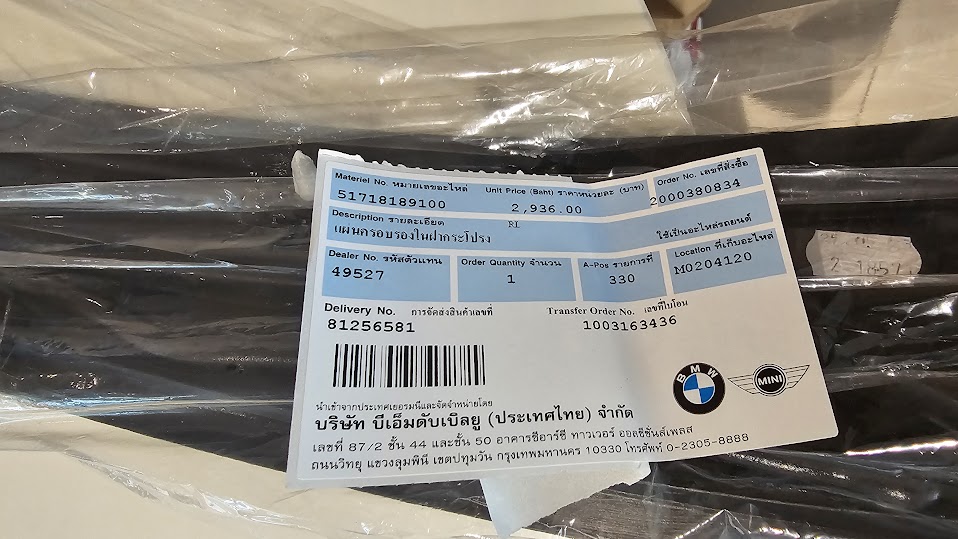 Materiel No. หมายเลขอะไหล่ Unit Price (Baht) ราคาหน่วยละ (บาท) Order No. เลขที่สั่งซื้อ
51718189100 2,936.00 2000380834
Description รายละเอียด RL
แผนกรอบรองในฝากระโปรง ใช้เป็นอะไหล่รถยนต์
Dealer No. รหัสตัวแทน Order Quantity จำนวน A-Pos รายการที่ Location ที่เก็บอะไหล่
49527 1 330 M0204120
Delivery No. การจัดส่งสินค้าเลขที่ Transfer Order No. เลขที่ใบโอน
81256581 1003163436
BMW MINI
นำเข้าจากประเทศเยอรมนีและจัดจำหน่ายโดย
บริษัท บีเอ็มดับเบิลยู (ประเทศไทย) จำกัด
เลขที่ 87/2 ชั้น 44 และชั้น 50 อาคารซีอาร์ซี ทาวเวอร์ ออลซีซั่นส์เพลส
ถนนวิทยุ แขวงลุมพินี เขตปทุมวัน กรุงเทพมหานคร 10330 โทรศัพท์ 0-2305-8888